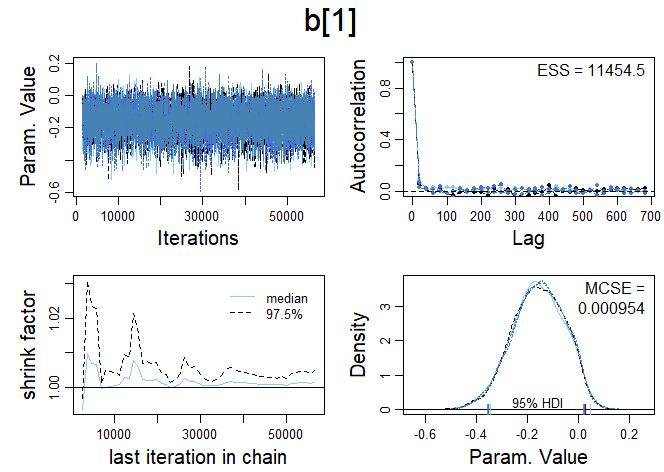 b[1]
Param. Value
0.2
0.0
-0.2
-0.6
0
10000
30000
50000
Iterations
Autocorrelation
0.8
0.4
0.0
ESS = 11454.5
0 100 200 300 400 500 600 700
Lag
shrink factor
1.02
1.00
median
97.5%
10000
30000
50000
last iteration in chain
Density
3
2
1
0
MCSE =
0.000954
95% HDI
-0.6
-0.4
-0.2
0.0
0.2
Param. Value